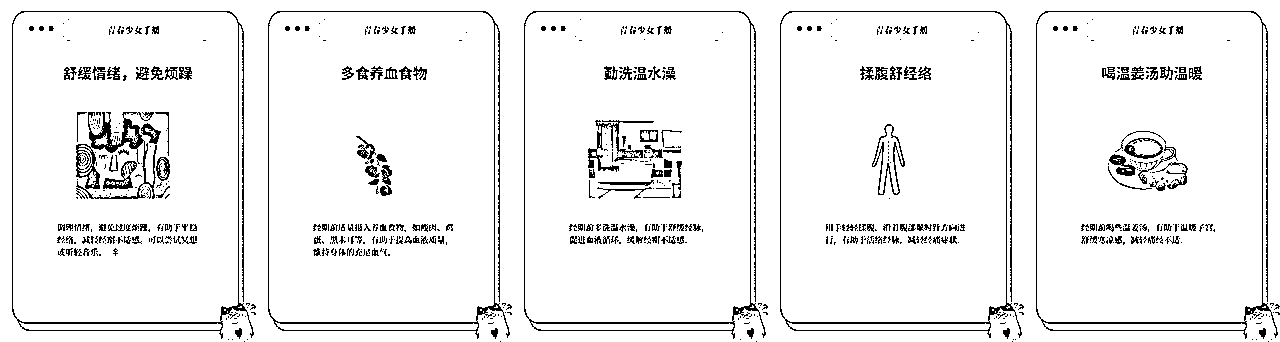 青春少女手册
舒缓情绪，避免烦躁
调理情绪，避免过度烦躁，有助于平稳
经络，减轻经期不适感，可以尝试冥想
或听轻音乐。
青春少女手册
多食养血食物
经期前适量摄入养血食物，如瘦肉、鸡
蛋、黑木耳等，有助于提高血液质量，
维持身体的充足血气。
青春少女手册
勤洗温水澡
经期前多洗温水澡，有助于舒缓经脉，
促进血液循环，缓解经期不适感。
青春少女手册
揉腹舒经络
用手轻轻揉腹，沿着腹部顺时针方向进
行，有助于活络经脉，减轻经痛症状。
青春少女手册
喝温姜汤助温暖
经期前喝些温姜汤，有助于温暖子宫，
舒缓寒凉感，减轻痛经不适。